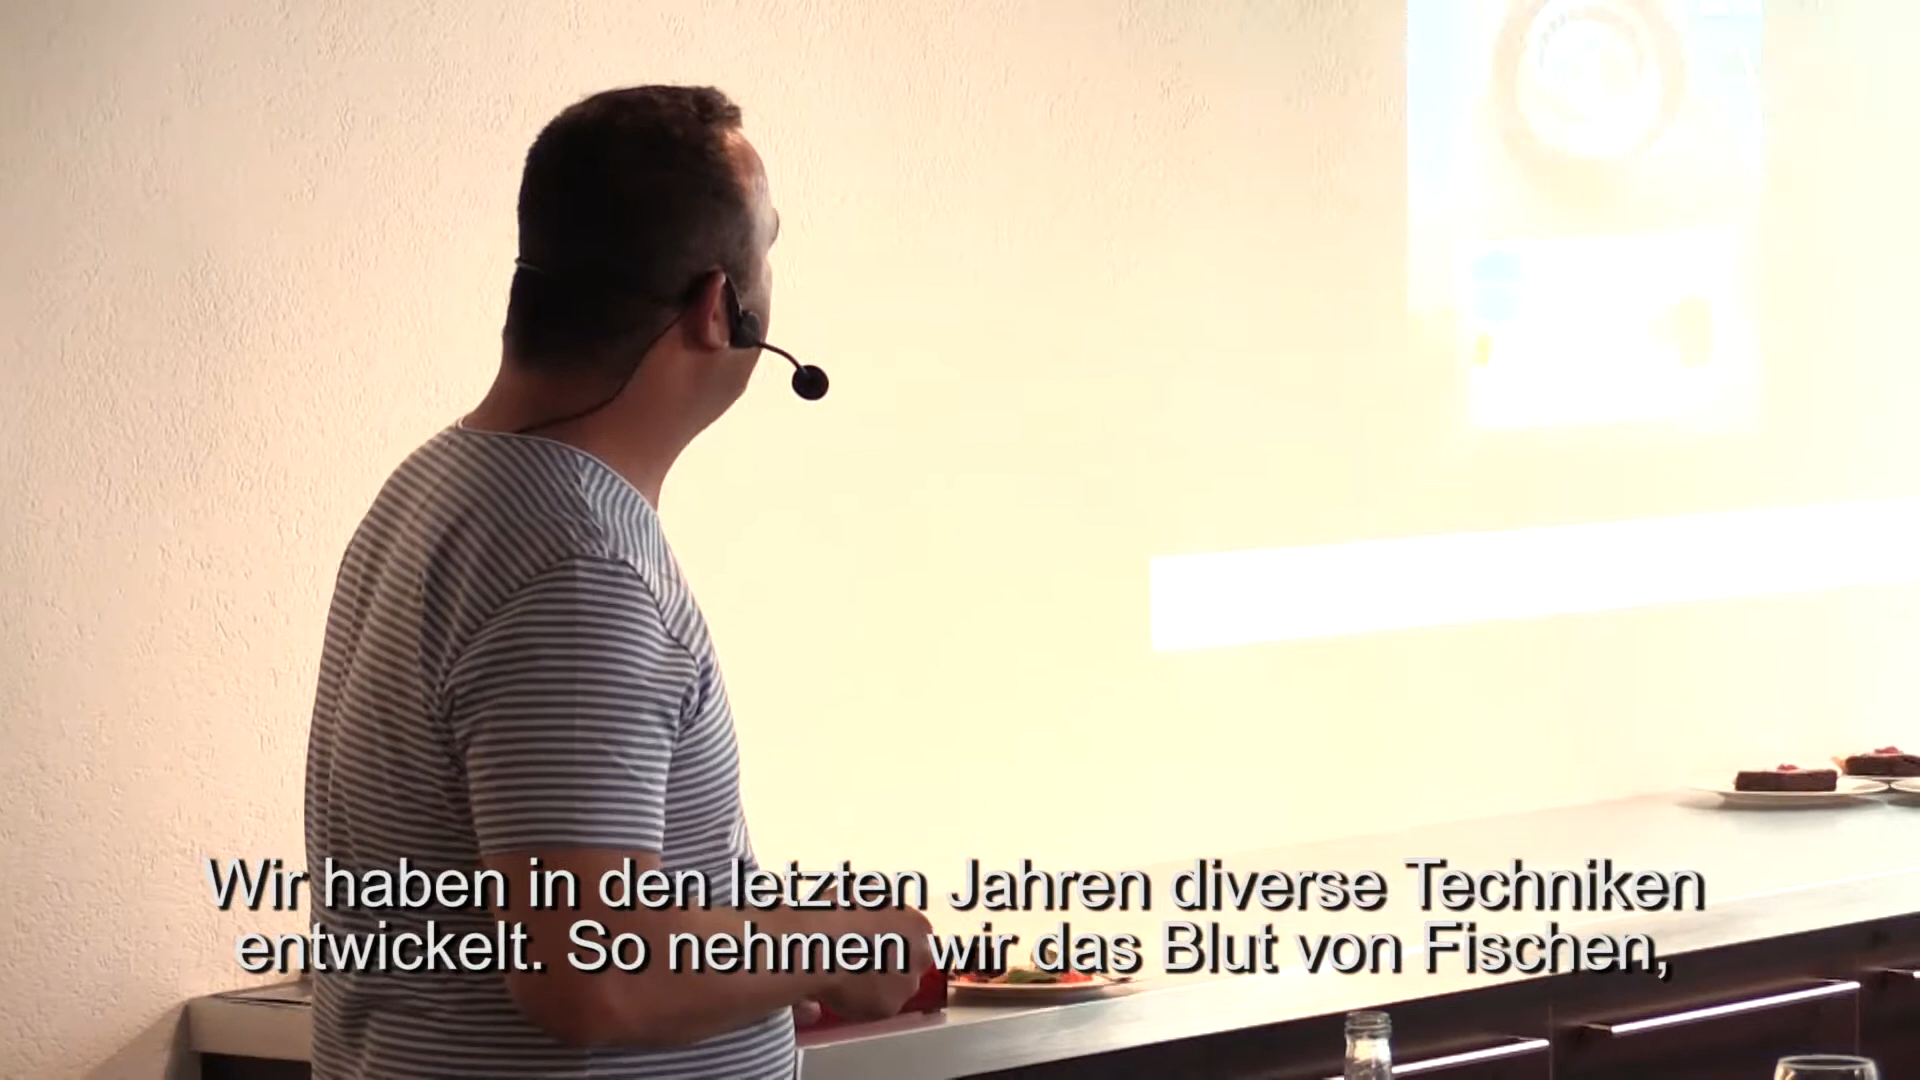 Wir haben in den letzten Jahren diverse Techniken
entwickelt. So nehmen wir das Blut von Fischen,